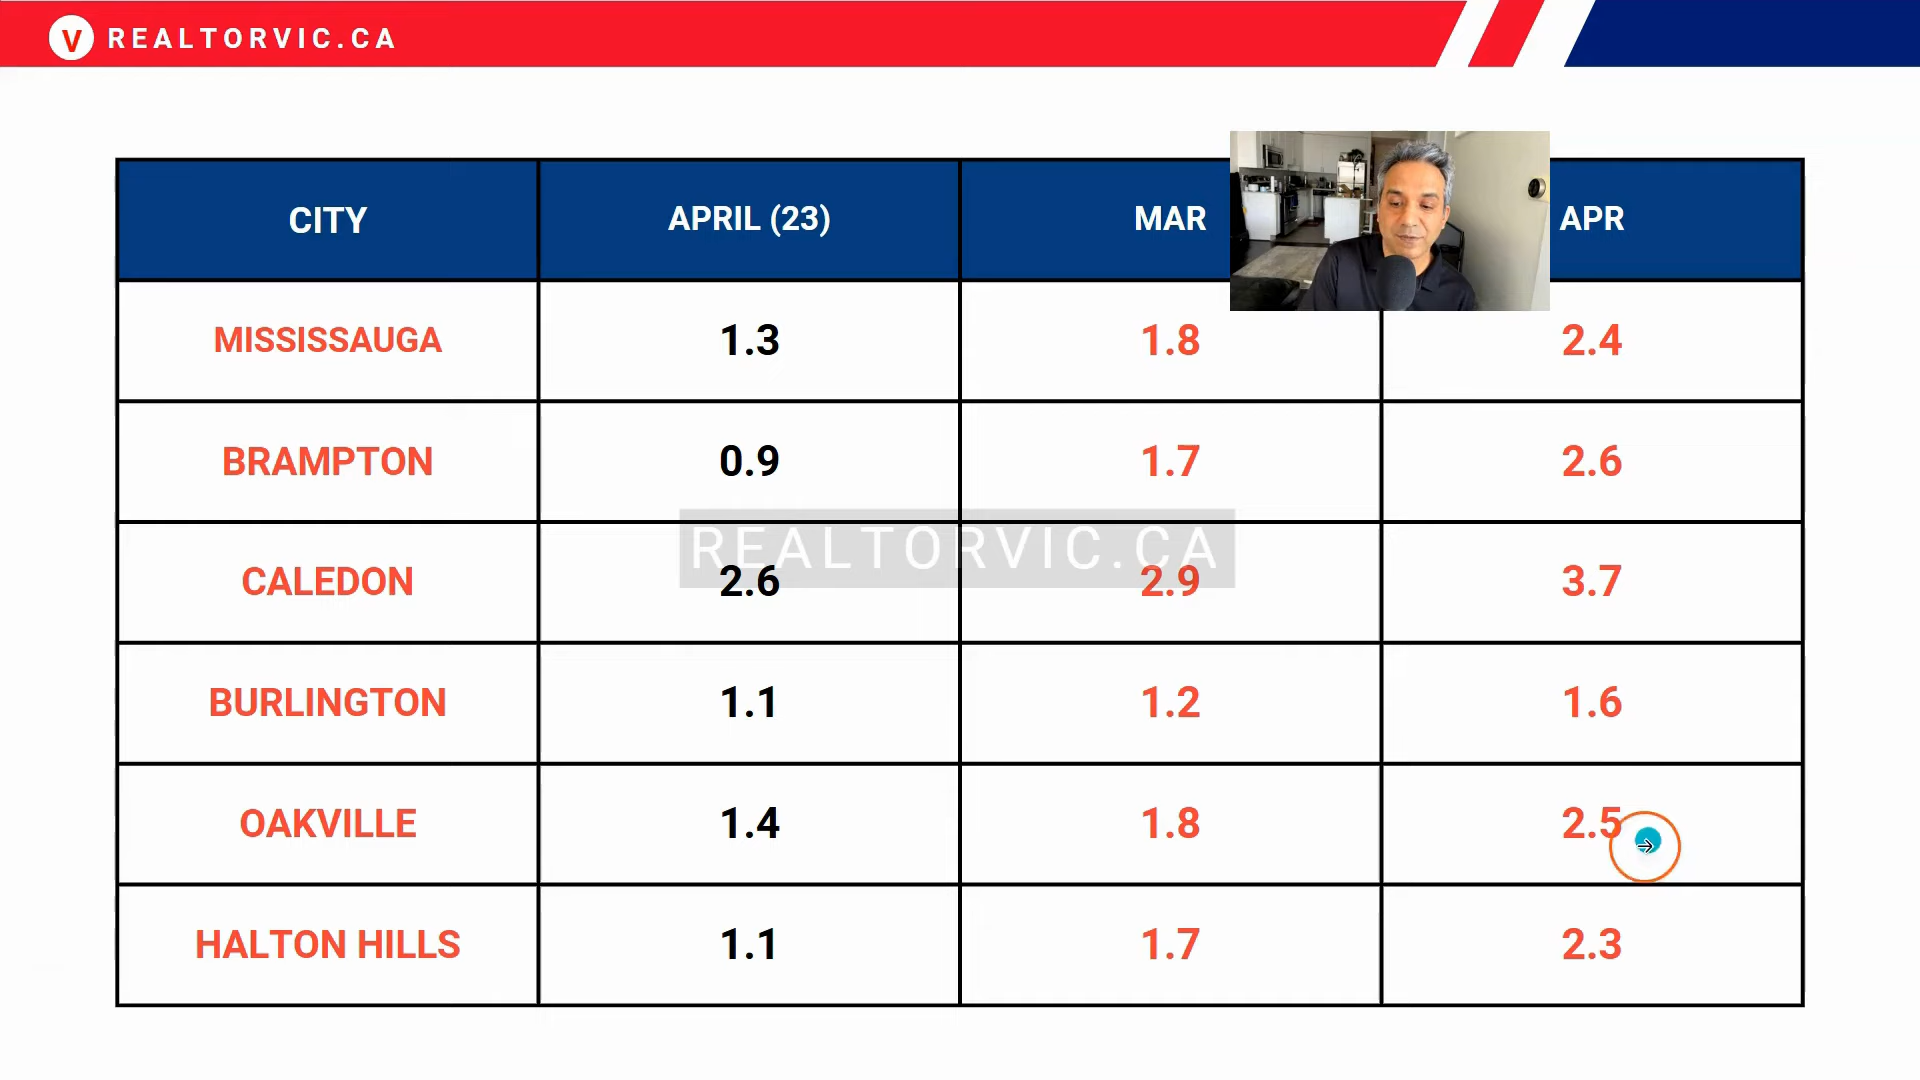 V REALTORVIC.CA
CITY APRIL (23) MAR APR
MISSISSAUGA 1.3 1.8 2.4
BRAMPTON 0.9 1.7 2.6
REALTORVIC.CA
CALEDON 2.6 2.9 3.7
BURLINGTON 1.1 1.2 1.6
OAKVILLE 1.4 1.8 2.5
HALTON HILLS 1.1 1.7 2.3